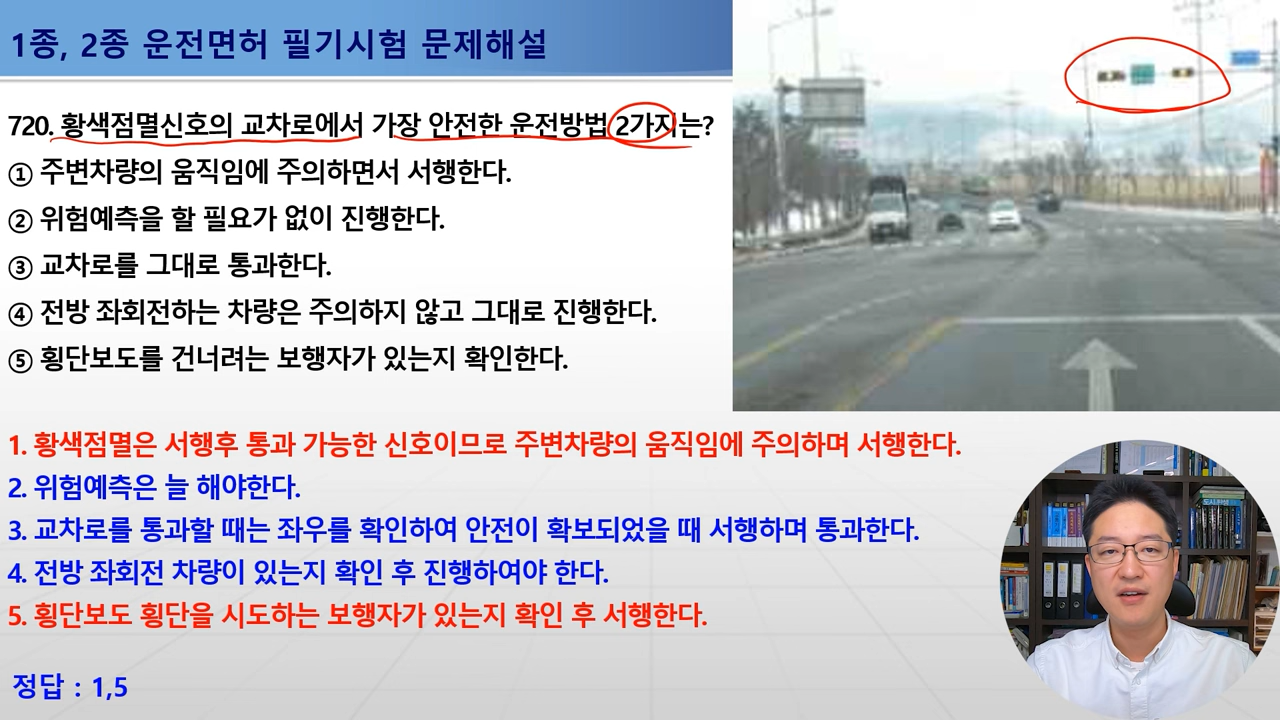 1종, 2종 운전면허 필기시험 문제해설
720. 황색점멸신호의 교차로에서 가장 안전한 운전방법 2가지는?
① 주변차량의 움직임에 주의하면서 서행한다.
② 위험예측을 할 필요가 없이 진행한다.
③ 교차로를 그대로 통과한다.
④ 전방 좌회전하는 차량은 주의하지 않고 그대로 진행한다.
⑤ 횡단보도를 건너려는 보행자가 있는지 확인한다.
1. 황색점멸은 서행후 통과 가능한 신호이므로 주변차량의 움직임에 주의하며 서행한다.
2. 위험예측은 늘 해야한다.
3. 교차로를 통과할 때는 좌우를 확인하여 안전이 확보되었을 때 서행하며 통과한다.
4. 전방 좌회전 차량이 있는지 확인 후 진행하여야 한다.
5. 횡단보도 횡단을 시도하는 보행자가 있는지 확인 후 서행한다.
정답 : 1,5